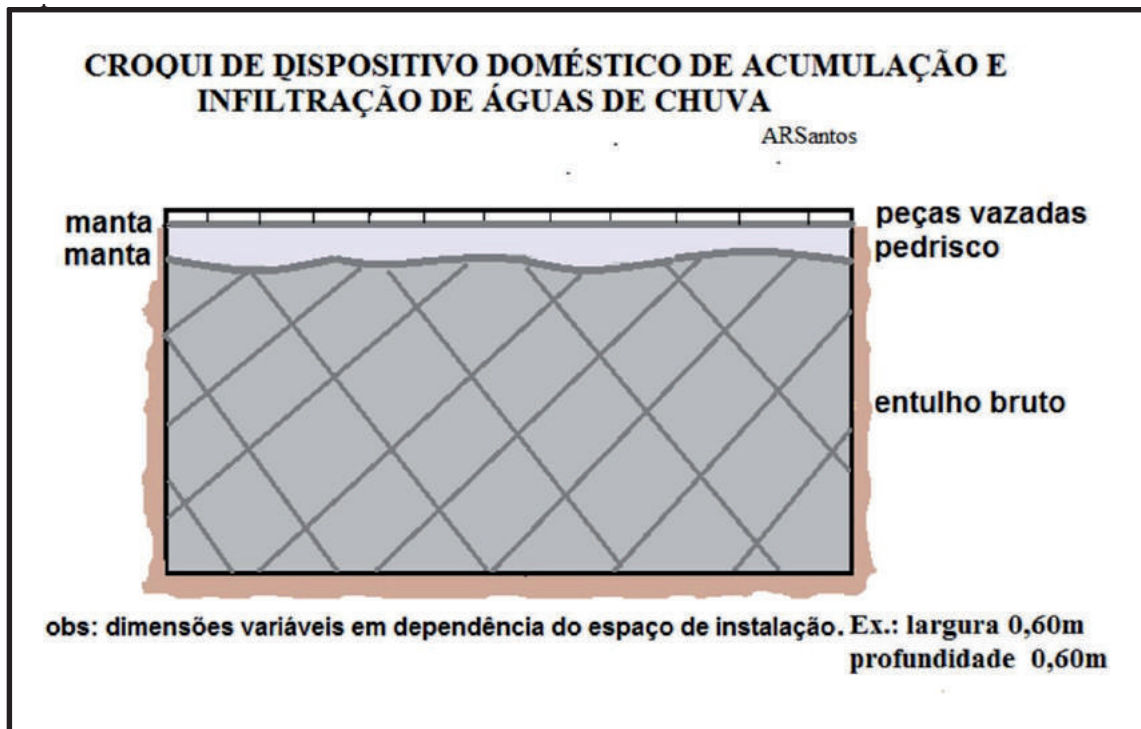 CROQUI DE DISPOSITIVO DOMÉSTICO DE ACUMULAÇÃO E
INFILTRAÇÃO DE ÁGUAS DE CHUVA
ARSantos
manta
peças vazadas
manta
pedrisco
entulho bruto
obs: dimensões variáveis em dependência do espaço de instalação. Ex.: largura 0,60m
profundidade 0,60m